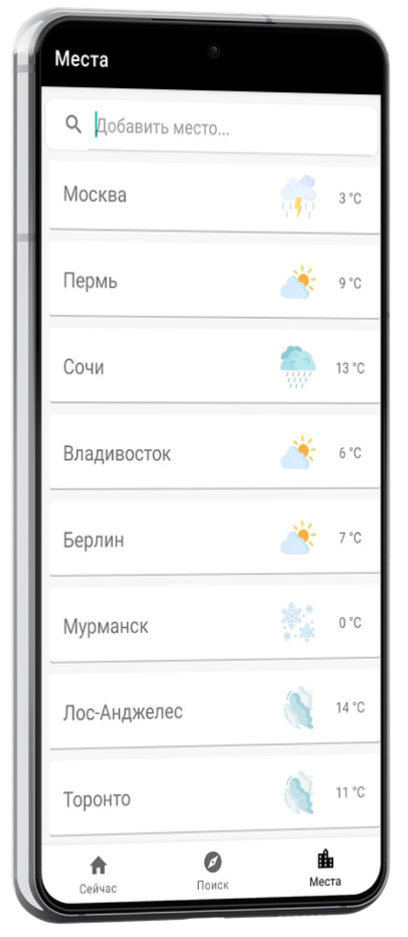 Места
Добавить место...
Москва 3 °C
Пермь 9 °C
Сочи 13 °C
Владивосток 6 °C
Берлин 7 °C
Мурманск 0 °C
Лос-Анджелес 14 °C
Торонто 11 °C
Сейчас Поиск Места